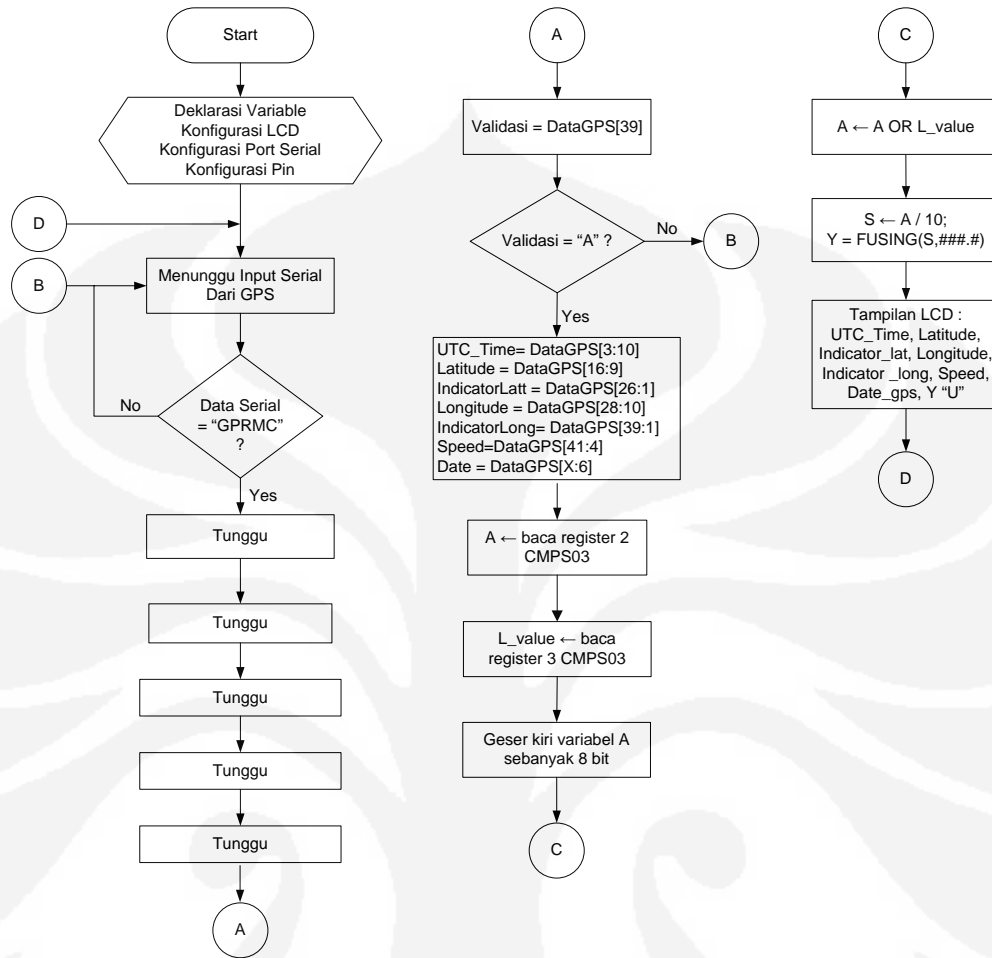 Start
Deklarasi Variable
Konfigurasi LCD
Konfigurasi Port Serial
Konfigurasi Pin
D
B
Menunggu Input Serial
Dari GPS
No
Data Serial
= “GPRMC”
?
Yes
Tunggu
Tunggu
Tunggu
Tunggu
Tunggu
A
A
Validasi = DataGPS[39]
Validasi = “A” ?
No
B
Yes
UTC_Time= DataGPS[3:10]
Latitude = DataGPS[16:9]
IndicatorLatt = DataGPS[26:1]
Longitude = DataGPS[28:10]
IndicatorLong= DataGPS[39:1]
Speed=DataGPS[41:4]
Date = DataGPS[X:6]
A ← baca register 2
CMPS03
L_value ← baca
register 3 CMPS03
Geser kiri variabel A
sebanyak 8 bit
C
C
A ← A OR L_value
S ← A / 10;
Y = FUSING(S,###.#)
Tampilan LCD :
UTC_Time, Latitude,
Indicator_lat, Longitude,
Indicator _long, Speed,
Date_gps, Y “U”
D